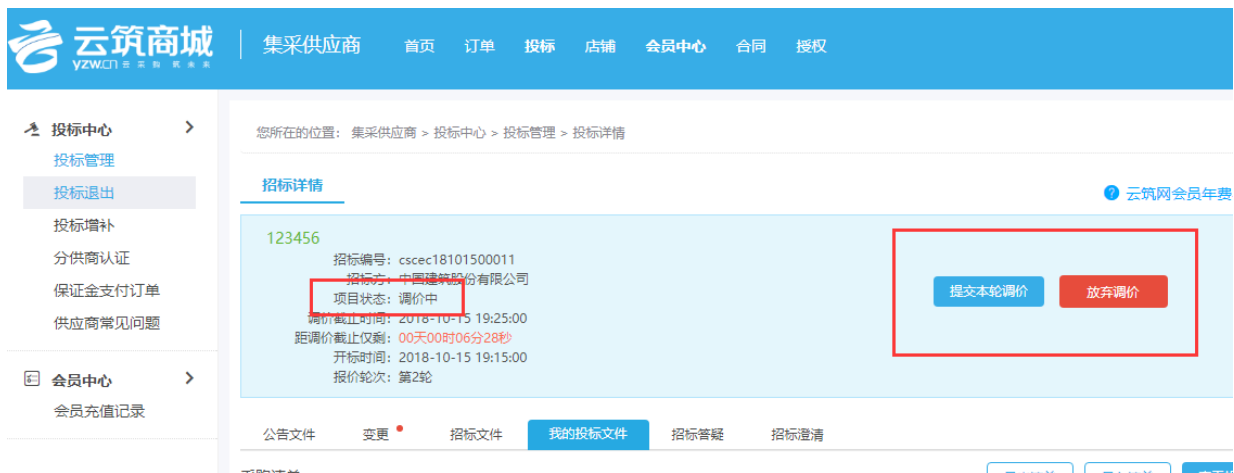 云筑商城
yzw.cn 云采购 筑未来
集采供应商
首页 订单 投标 店铺 会员中心 合同 授权
投标中心
投标管理
投标退出
投标增补
分供商认证
保证金支付订单
供应商常见问题
会员中心
会员充值记录
您所在的位置： 集采供应商 > 投标中心 > 投标管理 > 投标详情
招标详情
云筑网会员年费
123456
招标编号：cscec18101500011
招标方：中国建筑股份有限公司
项目状态：调价中
调价截止时间：2018-10-15 19:25:00
距调价截止仅剩：00天00时06分28秒
开标时间：2018-10-15 19:15:00
报价轮次：第2轮
提交本轮调价 放弃调价
公告文件 变更 招标文件 我的投标文件 招标答疑 招标澄清